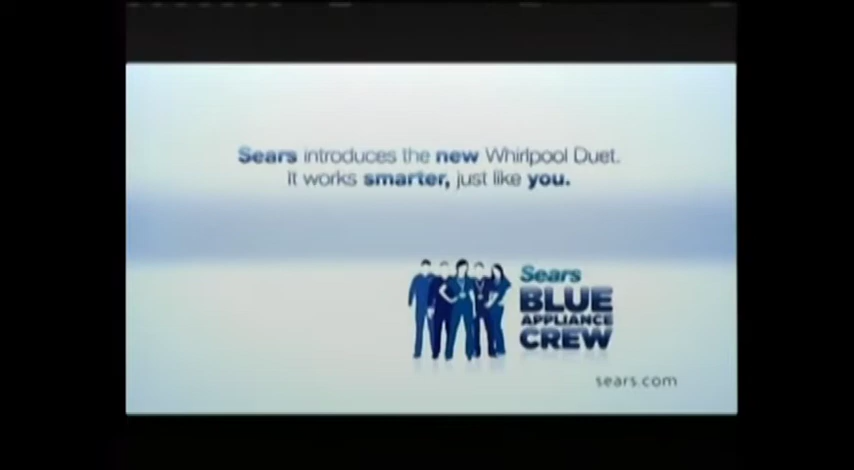 Sears introduces the new Whirlpool Duet.
It works smarter, just like you.
Sears
BLUE
APPLIANCE
CREW
sears.com